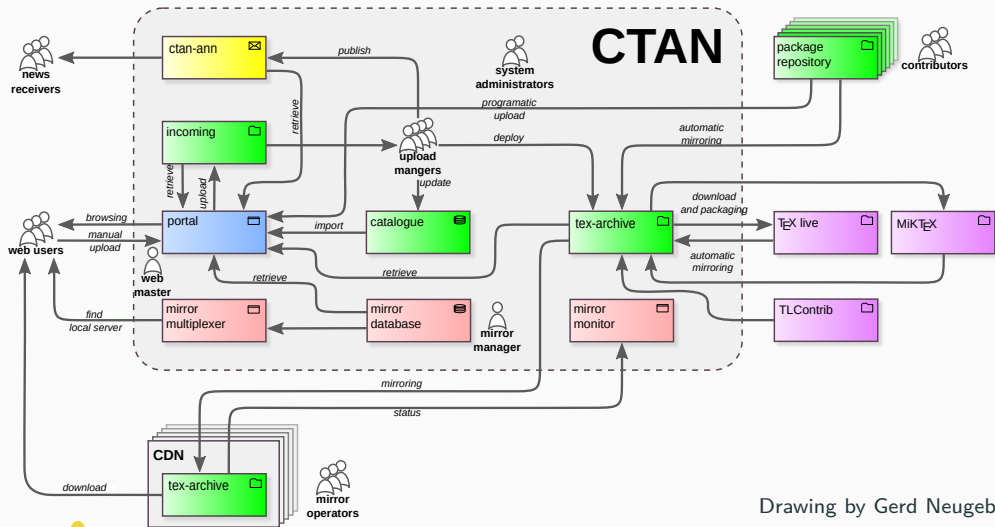 CTAN
ctan-ann
publish
news
receivers
system
administrators
package
repository
contributors
retrieve
programatic
upload
incoming
automatic
mirroring
deploy
upload
mangers
retrieve
upload
update
download
and packaging
browsing
portal
import
catalogue
tex-archive
TEX live
MiKTEX
manual
upload
web users
web
master
retrieve
retrieve
automatic
mirroring
mirror
multiplexer
mirror
database
mirror
manager
mirror
monitor
TLContrib
find
local server
mirroring
status
CDN
tex-archive
download
mirror
operators
Drawing by Gerd Neugeb